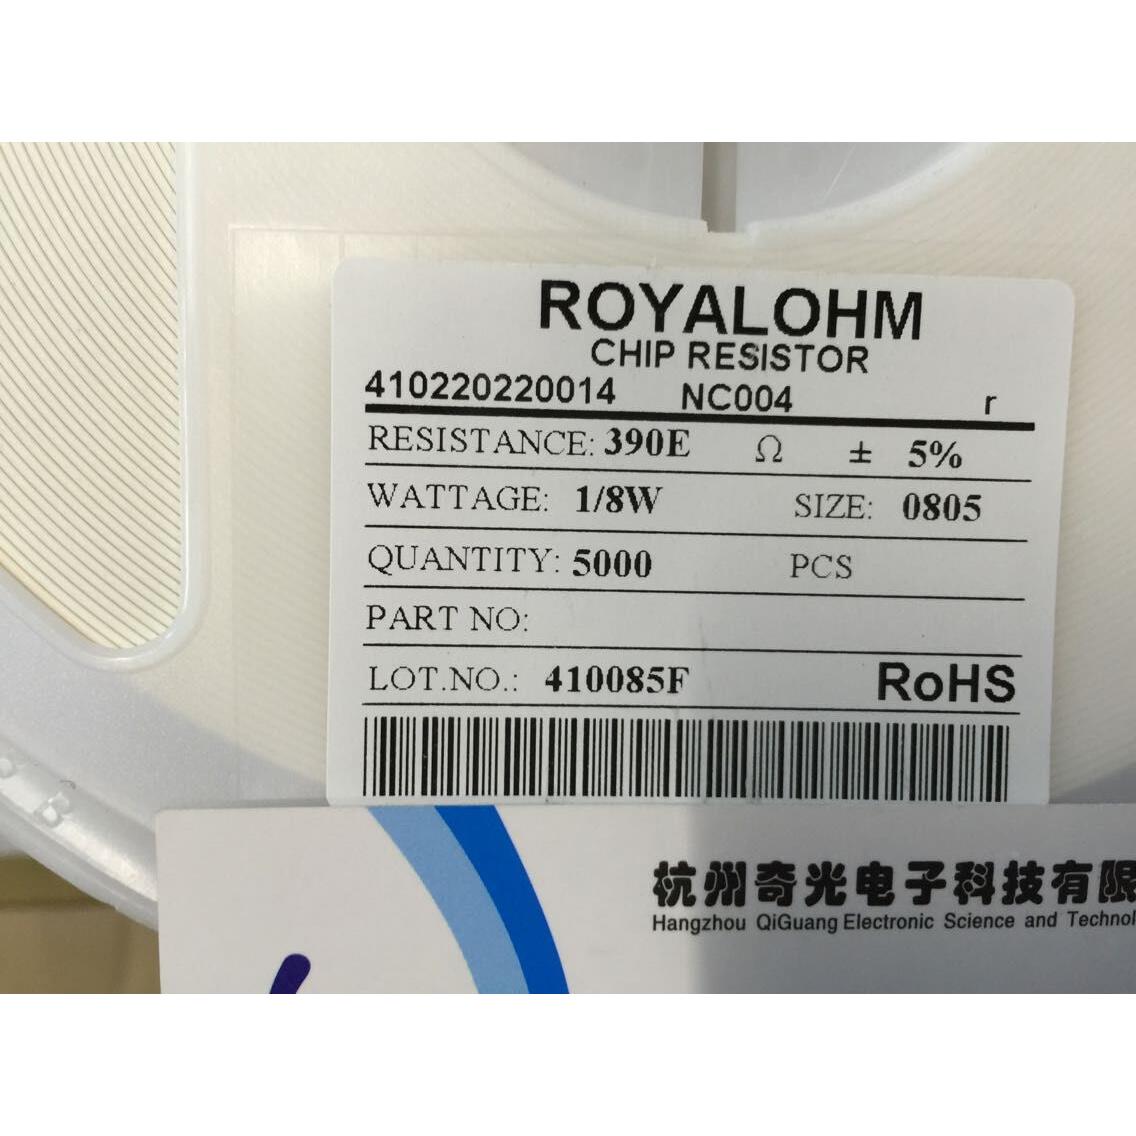 ROYALOHM
CHIP RESISTOR
410220220014 NC004 r
RESISTANCE: 390E Ω ± 5%
WATTAGE: 1/8W SIZE: 0805
QUANTITY: 5000 PCS
PART NO:
LOT.NO.: 410085F RoHS
杭州奇光电子科技有限
Hangzhou QiGuang Electronic Science and Technol